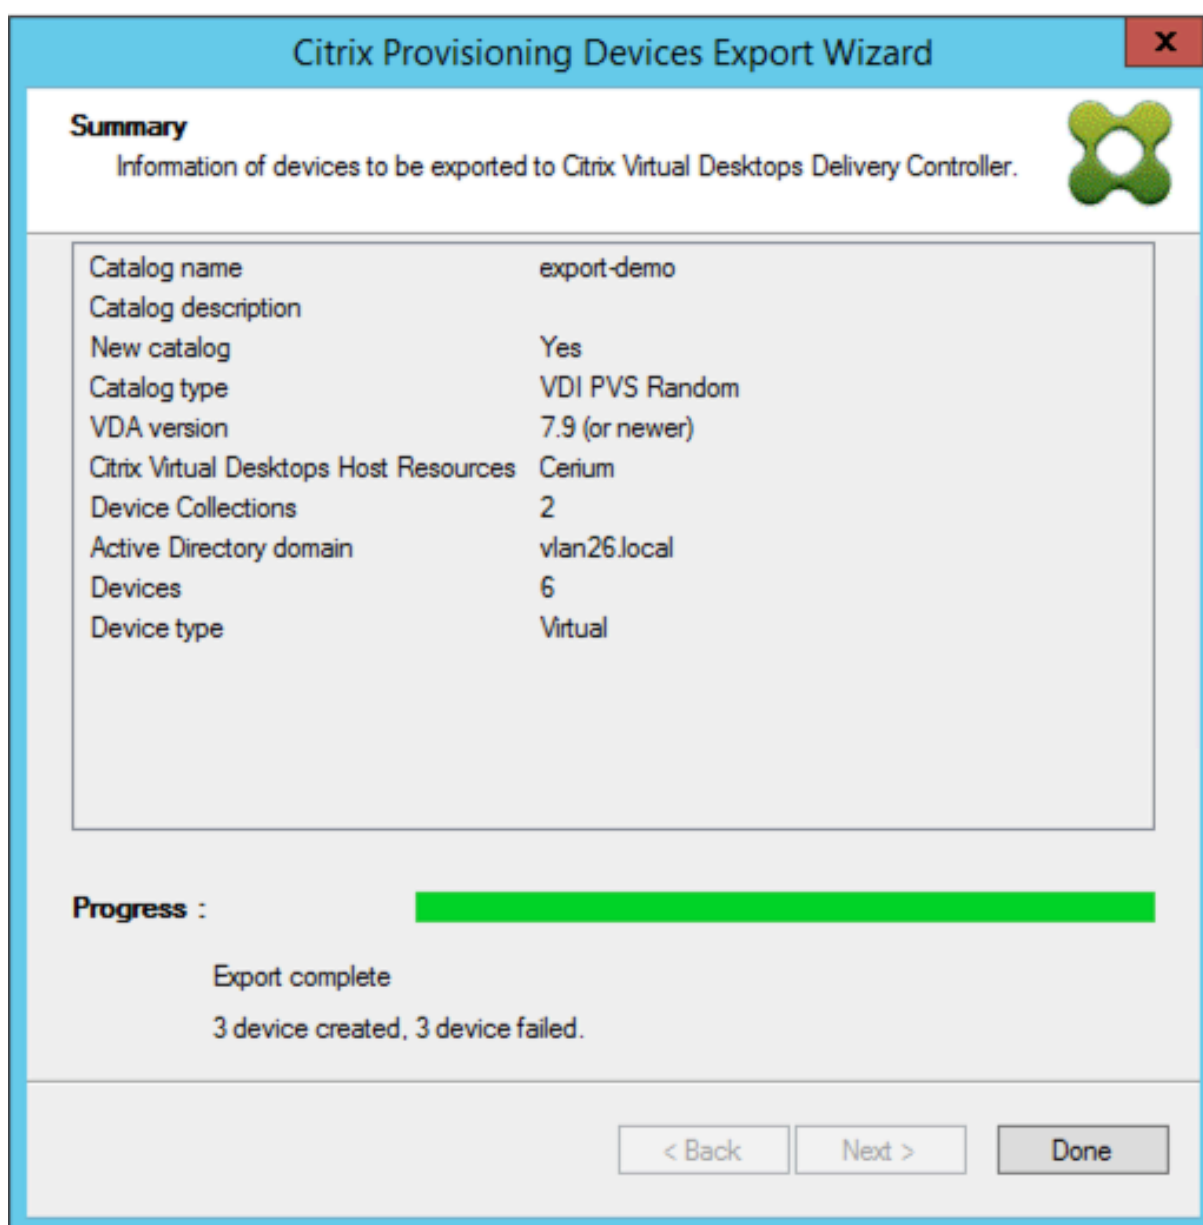 Citrix Provisioning Devices Export Wizard
x
Summary
Information of devices to be exported to Citrix Virtual Desktops Delivery Controller.
Catalog name export-demo
Catalog description
New catalog Yes
Catalog type VDI PVS Random
VDA version 7.9 (or newer)
Citrix Virtual Desktops Host Resources Cerium
Device Collections 2
Active Directory domain vlan26.local
Devices 6
Device type Virtual
Progress :
Export complete
3 device created, 3 device failed.
< Back Next > Done